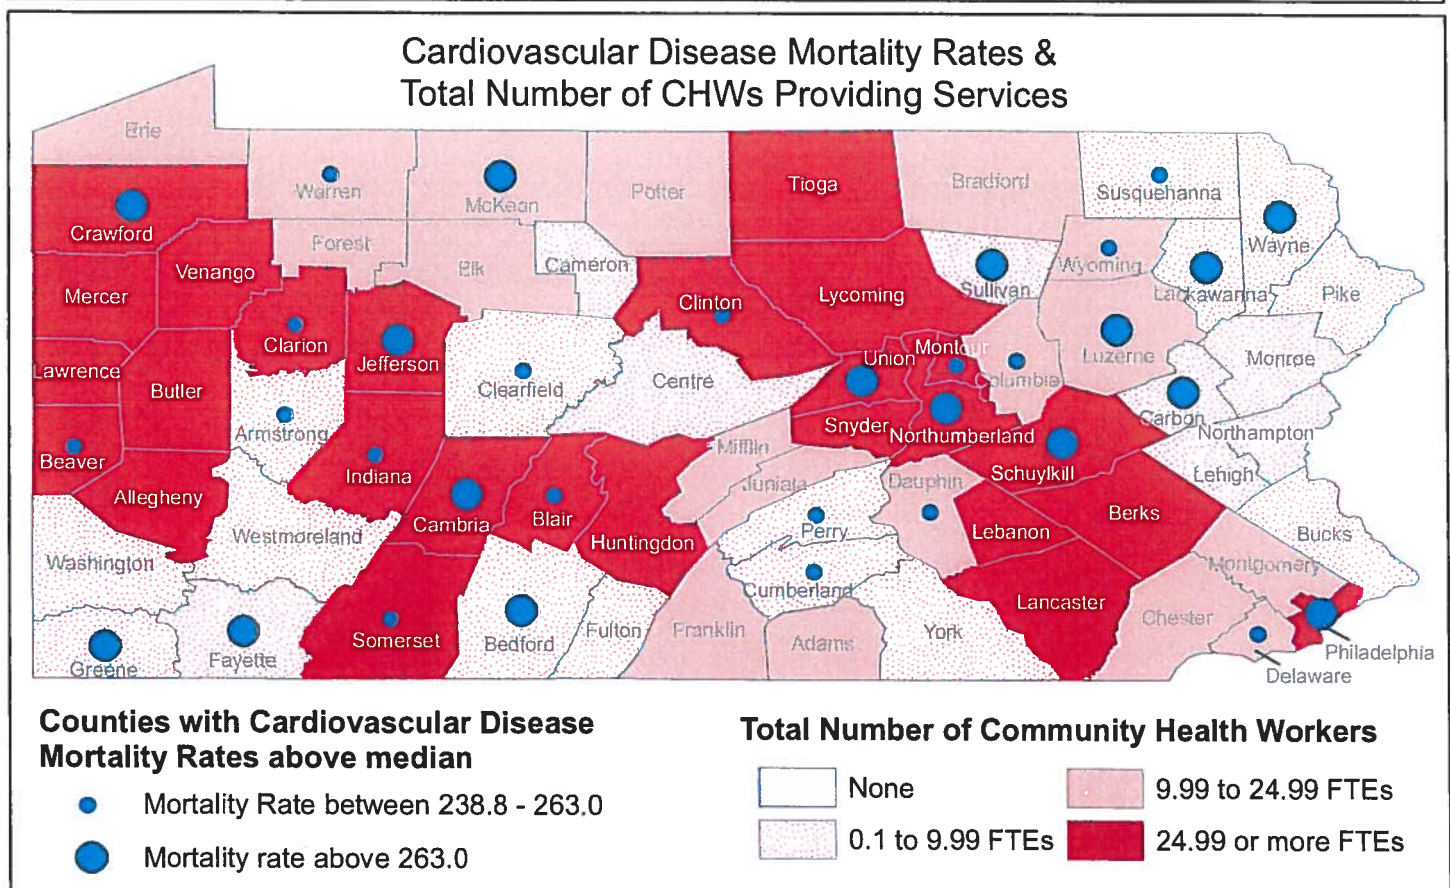 Cardiovascular Disease Mortality Rates &
Total Number of CHWs Providing Services
Erie
Warren
McKean
Potter
Tioga
Bradford
Susquehanna
Wayne
Crawford
Forest
Elk
Cameron
Sullivan
Wyoming
Lackawanna
Pike
Mercer
Venango
Clinton
Lycoming
Clarion
Jefferson
Clearfield
Centre
Union
Montour
Columbia
Luzerne
Monroe
Lawrence
Butler
Armstrong
Snyder
Northumberland
Carbon
Northampton
Beaver
Allegheny
Indiana
Cambria
Blair
Huntingdon
Mifflin
Juniata
Dauphin
Schuylkill
Lehigh
Washington
Westmoreland
Perry
Lebanon
Berks
Bucks
Cumberland
Montgomery
Greene
Fayette
Somerset
Bedford
Fulton
Franklin
Adams
York
Lancaster
Chester
Philadelphia
Delaware
Counties with Cardiovascular Disease
Mortality Rates above median
Mortality Rate between 238.8 - 263.0
Mortality rate above 263.0
Total Number of Community Health Workers
None
0.1 to 9.99 FTEs
9.99 to 24.99 FTEs
24.99 or more FTEs